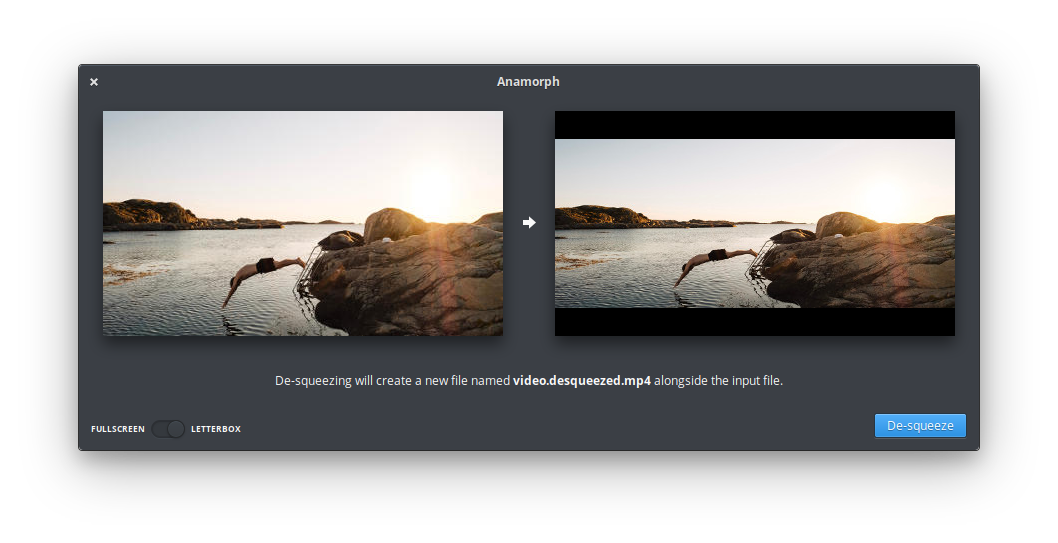 Anamorph
De-squeezing will create a new file named video.desqueezed.mp4 alongside the input file.
FULLSCREEN LETTERBOX
De-squeeze